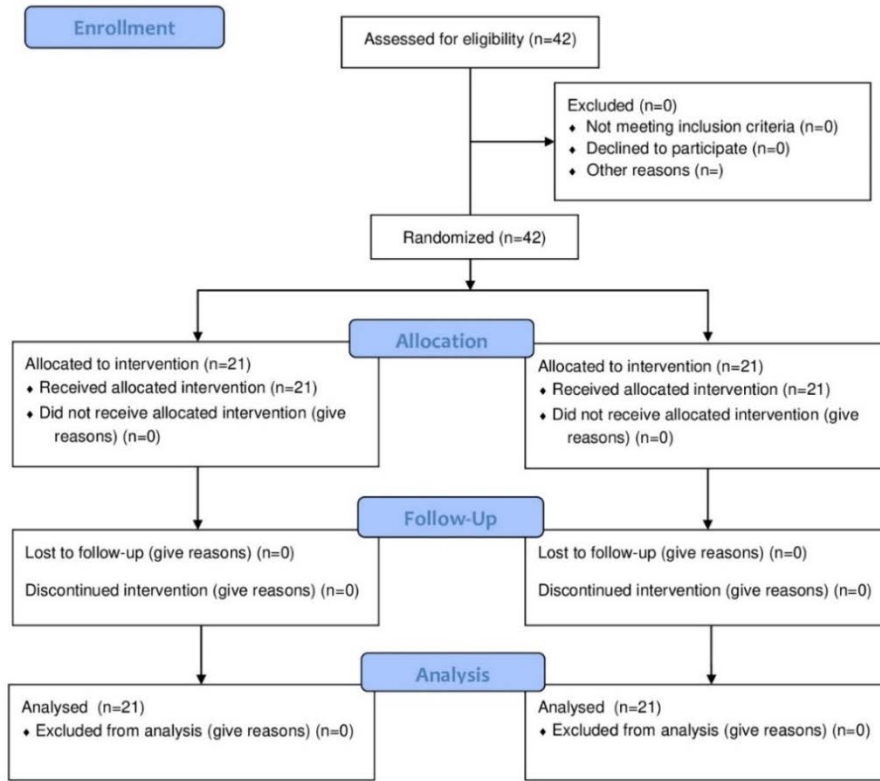 Enrollment
Assessed for eligibility (n=42)
Excluded (n=0)
♦ Not meeting inclusion criteria (n=0)
♦ Declined to participate (n=0)
♦ Other reasons (n=)
Randomized (n=42)
Allocation
Allocated to intervention (n=21)
♦ Received allocated intervention (n=21)
♦ Did not receive allocated intervention (give
reasons) (n=0)
Allocated to intervention (n=21)
♦ Received allocated intervention (n=21)
♦ Did not receive allocated intervention (give
reasons) (n=0)
Follow-Up
Lost to follow-up (give reasons) (n=0)
Discontinued intervention (give reasons) (n=0)
Lost to follow-up (give reasons) (n=0)
Discontinued intervention (give reasons) (n=0)
Analysis
Analysed (n=21)
♦ Excluded from analysis (give reasons) (n=0)
Analysed (n=21)
♦ Excluded from analysis (give reasons) (n=0)